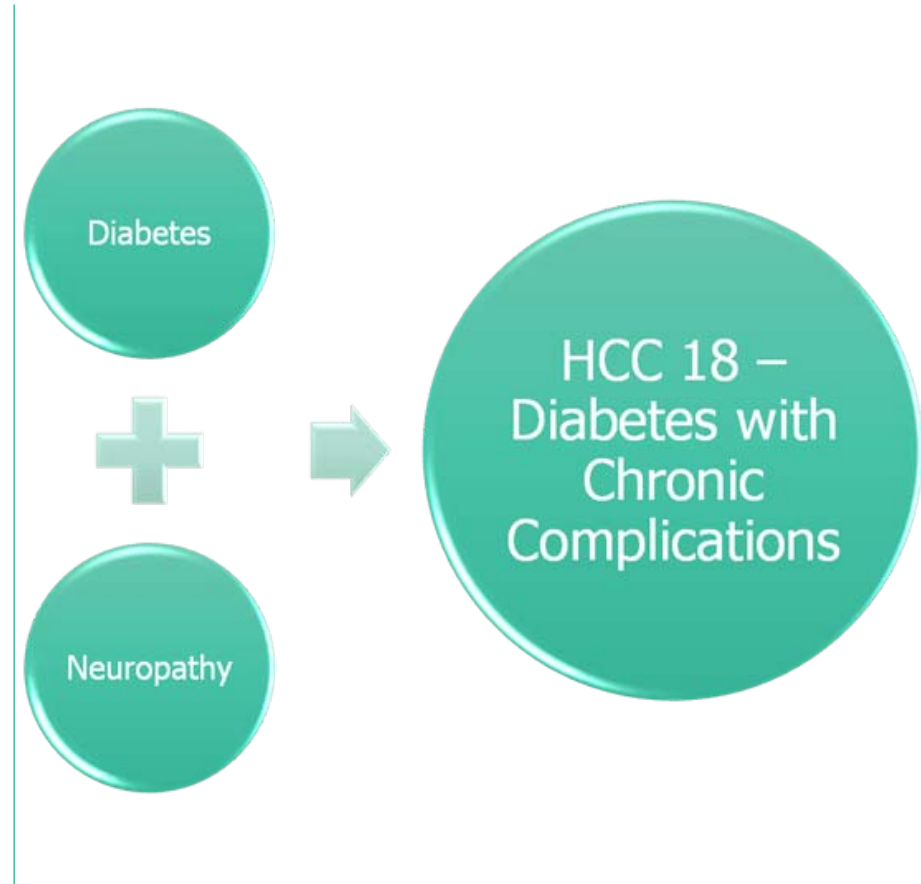 Diabetes
Neuropathy
HCC 18 –
Diabetes with
Chronic
Complications